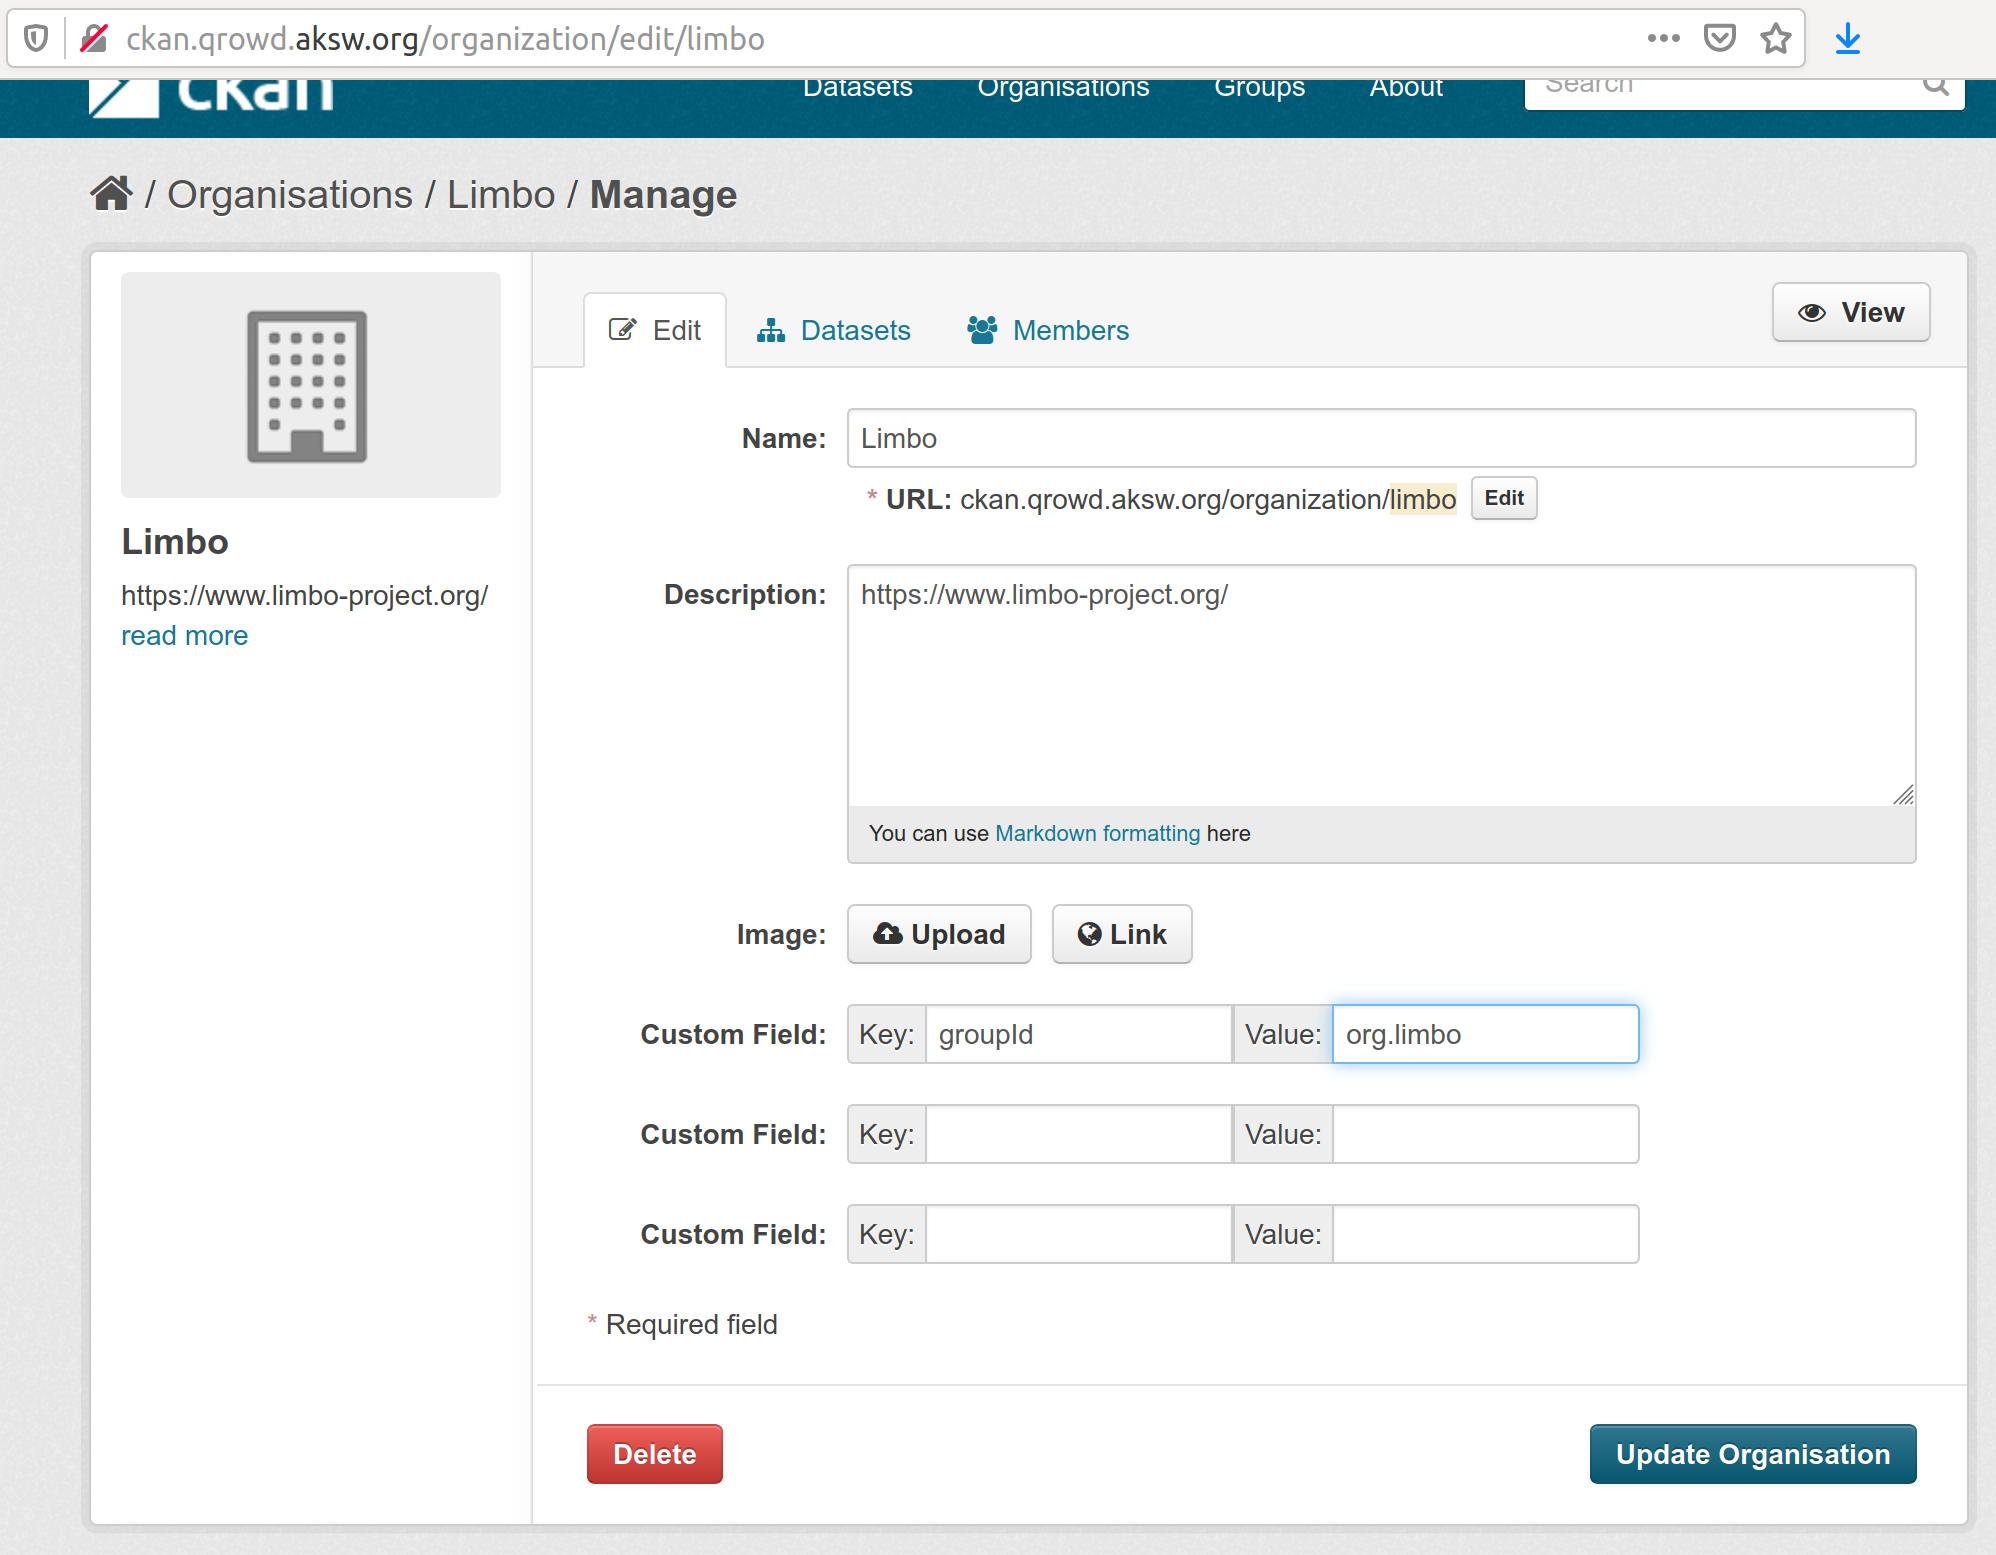 ckan.qrowd.aksw.org/organization/edit/limbo
ckan
Datasets Organisations Groups About Search
/ Organisations / Limbo / Manage
Limbo
https://www.limbo-project.org/
read more
Edit Datasets Members View
Name: Limbo
* URL: ckan.qrowd.aksw.org/organization/limbo Edit
Description: https://www.limbo-project.org/
You can use Markdown formatting here
Image: Upload Link
Custom Field: Key: groupId Value: org.limbo
Custom Field: Key: Value:
Custom Field: Key: Value:
* Required field
Delete Update Organisation